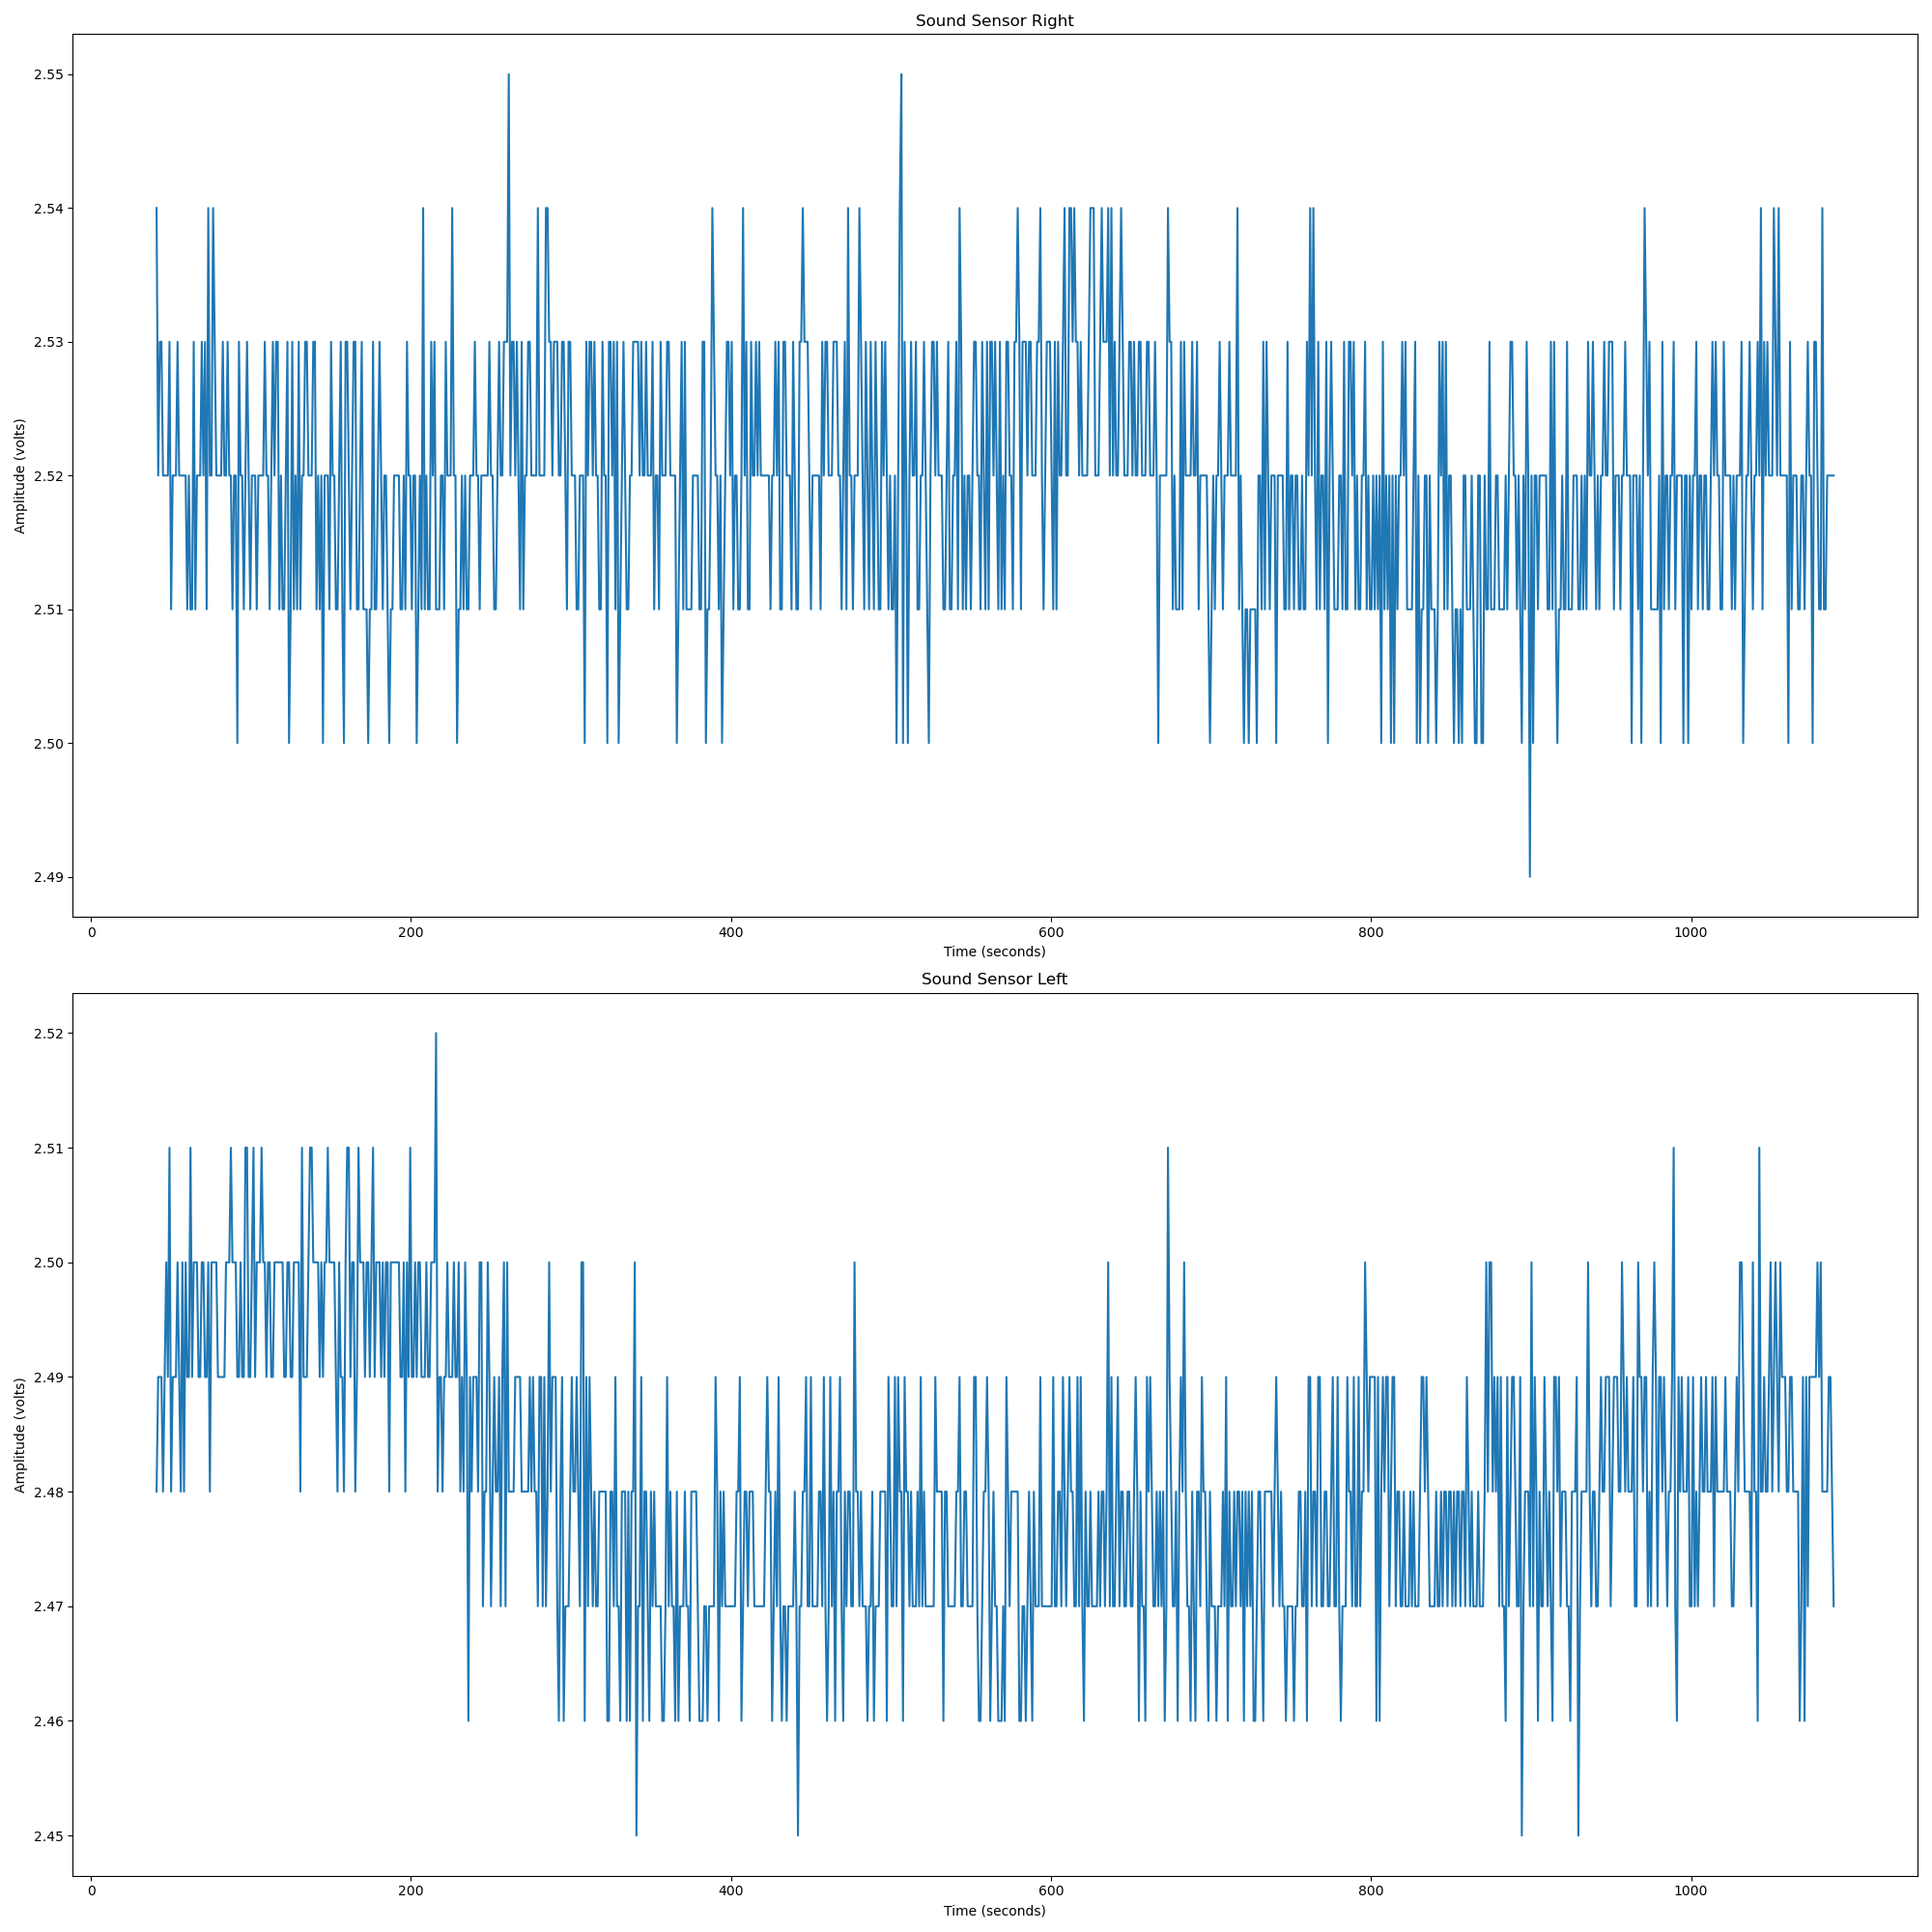 Sound Sensor Right
2.55
2.54
2.53
2.52
2.51
2.50
2.49
Amplitude (volts)
0 200 400 600 800 1000
Time (seconds)
Sound Sensor Left
2.52
2.51
2.50
2.49
2.48
2.47
2.46
2.45
Amplitude (volts)
0 200 400 600 800 1000
Time (seconds)